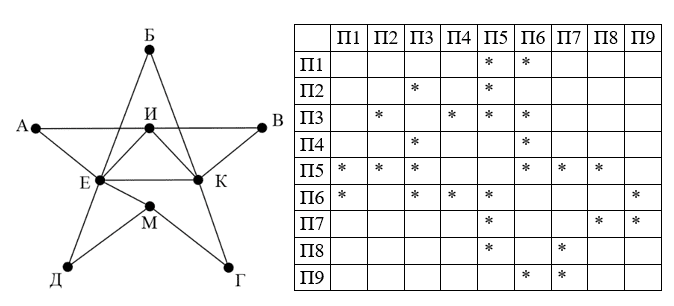 Б
А
И
В
Е
К
М
Д
Г
П1 П2 П3 П4 П5 П6 П7 П8 П9
П1 * *
П2 * *
П3 * * * *
П4 * *
П5 * * * * * *
П6 * * * * *
П7 * * *
П8 * *
П9 * *